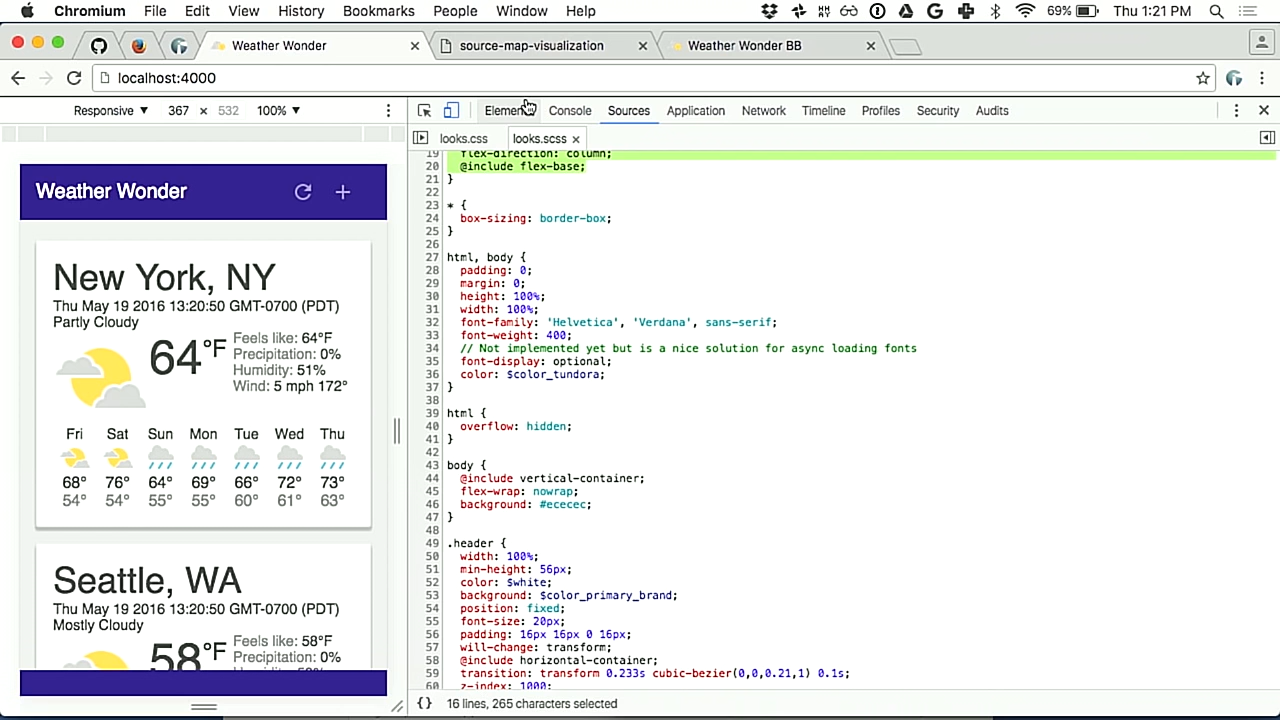 Chromium File Edit View History Bookmarks People Window Help 69% Thu 1:21 PM
Weather Wonder × source-map-visualization × Weather Wonder BB ×
localhost:4000
Responsive ▼ 367 × 532 100% ▼
Elements Console Sources Application Network Timeline Profiles Security Audits
looks.css looks.scss ×
Weather Wonder
New York, NY
Thu May 19 2016 13:20:50 GMT-0700 (PDT)
Partly Cloudy
64°F
Feels like: 64°F
Precipitation: 0%
Humidity: 51%
Wind: 5 mph 172°
Fri Sat Sun Mon Tue Wed Thu
68° 76° 64° 69° 66° 72° 73°
54° 54° 55° 55° 60° 61° 63°
Seattle, WA
Thu May 19 2016 13:20:50 GMT-0700 (PDT)
Mostly Cloudy
58°F
Feels like: 58°F
Precipitation: 0%
19 flex-direction: column;
20 @include flex-base;
21 }
22
23 * {
24 box-sizing: border-box;
25 }
26
27 html, body {
28 padding: 0;
29 margin: 0;
30 height: 100%;
31 width: 100%;
32 font-family: 'Helvetica', 'Verdana', sans-serif;
33 font-weight: 400;
34 // Not implemented yet but is a nice solution for async loading fonts
35 font-display: optional;
36 color: $color_tundora;
37 }
38
39 html {
40 overflow: hidden;
41 }
42
43 body {
44 @include vertical-container;
45 flex-wrap: nowrap;
46 background: #ececec;
47 }
48
49 .header {
50 width: 100%;
51 min-height: 56px;
52 color: $white;
53 background: $color_primary_brand;
54 position: fixed;
55 font-size: 20px;
56 padding: 16px 16px 0 16px;
57 will-change: transform;
58 @include horizontal-container;
59 transition: transform 0.233s cubic-bezier(0,0,0.21,1) 0.1s;
60 z-index: 1000;
{ } 16 lines, 265 characters selected